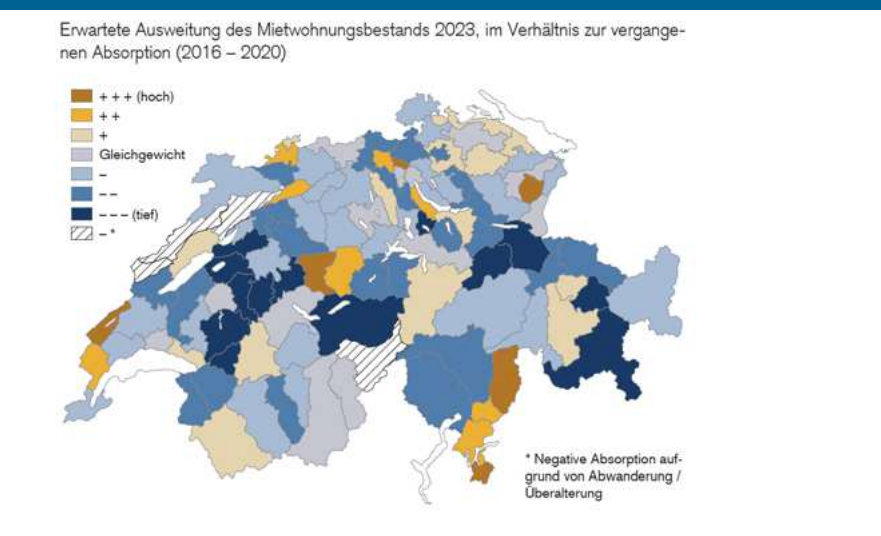 Erwartete Ausweitung des Mietwohnungsbestands 2023, im Verhältnis zur vergange-
nen Absorption (2016 – 2020)
+ + + (hoch)
+ +
+
Gleichgewicht
–
– –
– – – (tief)
– *
* Negative Absorption auf-
grund von Abwanderung /
Überalterung